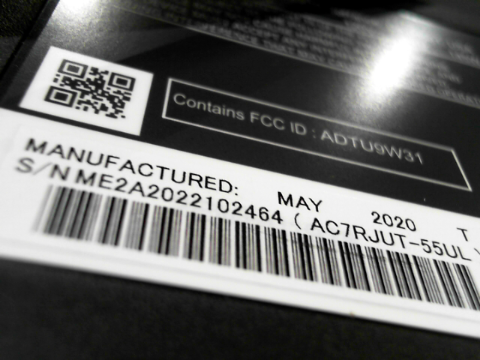 Contains FCC ID : ADTU9W31
MANUFACTURED: MAY 2020 T
S/N ME2A2022102464 ( AC7RJUT-55UL